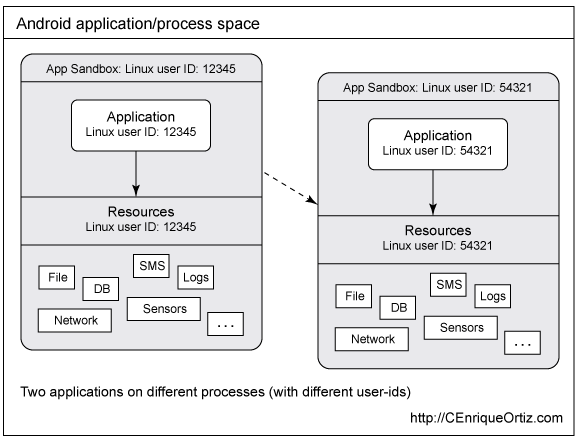 Android application/process space
App Sandbox: Linux user ID: 12345
Application
Linux user ID: 12345
Resources
Linux user ID: 12345
File
DB
SMS
Logs
Network
Sensors
...
App Sandbox: Linux user ID: 54321
Application
Linux user ID: 54321
Resources
Linux user ID: 54321
File
DB
SMS
Logs
Network
Sensors
...
Two applications on different processes (with different user-ids)
http://CEnriqueOrtiz.com